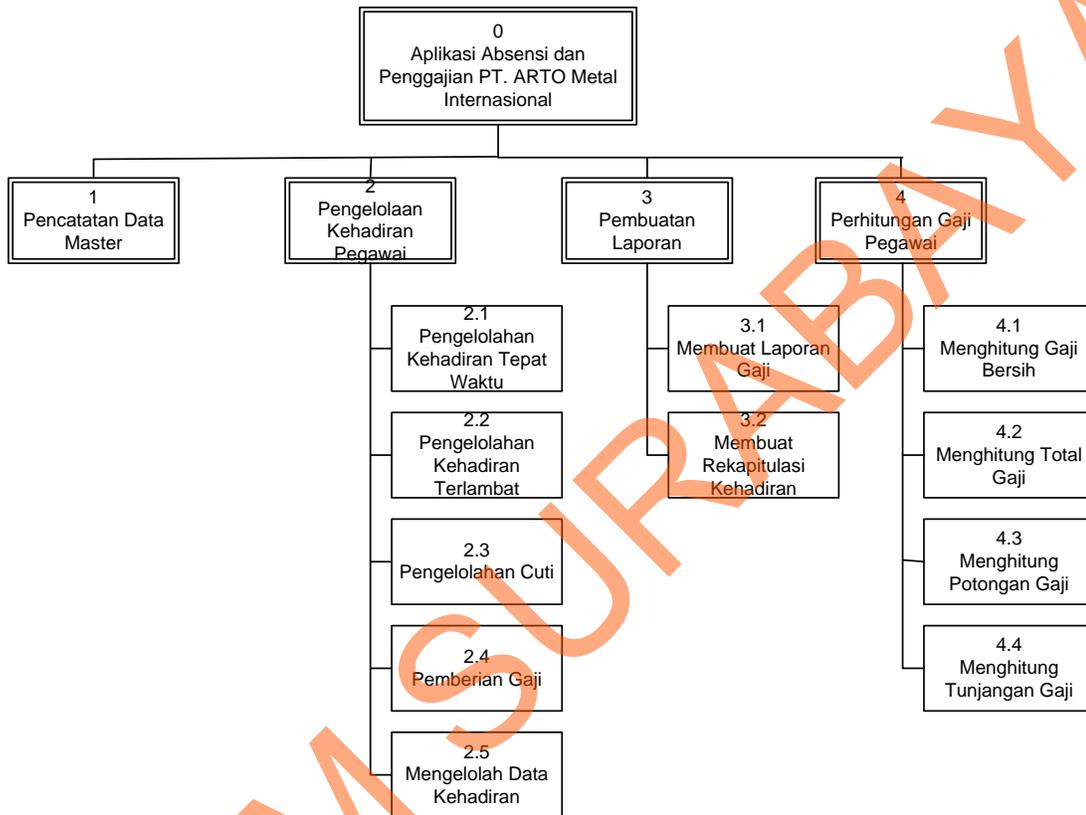 0
Aplikasi Absensi dan
Penggajian PT. ARTO Metal
Internasional
1
Pencatatan Data
Master
2
Pengelolaan
Kehadiran
Pegawai
3
Pembuatan
Laporan
4
Perhitungan Gaji
Pegawai
2.1
Pengelolahan
Kehadiran Tepat
Waktu
2.2
Pengelolahan
Kehadiran
Terlambat
2.3
Pengelolahan Cuti
2.4
Pemberian Gaji
2.5
Mengelolah Data
Kehadiran
3.1
Membuat Laporan
Gaji
3.2
Membuat
Rekapitulasi
Kehadiran
4.1
Menghitung Gaji
Bersih
4.2
Menghitung Total
Gaji
4.3
Menghitung
Potongan Gaji
4.4
Menghitung
Tunjangan Gaji
M SURABAYA